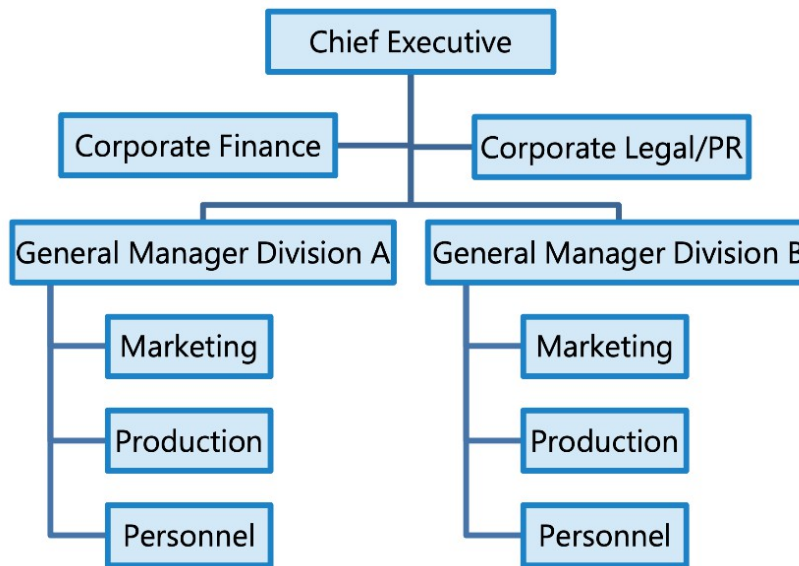 Chief Executive
Corporate Finance
Corporate Legal/PR
General Manager Division A
General Manager Division B
Marketing
Marketing
Production
Production
Personnel
Personnel